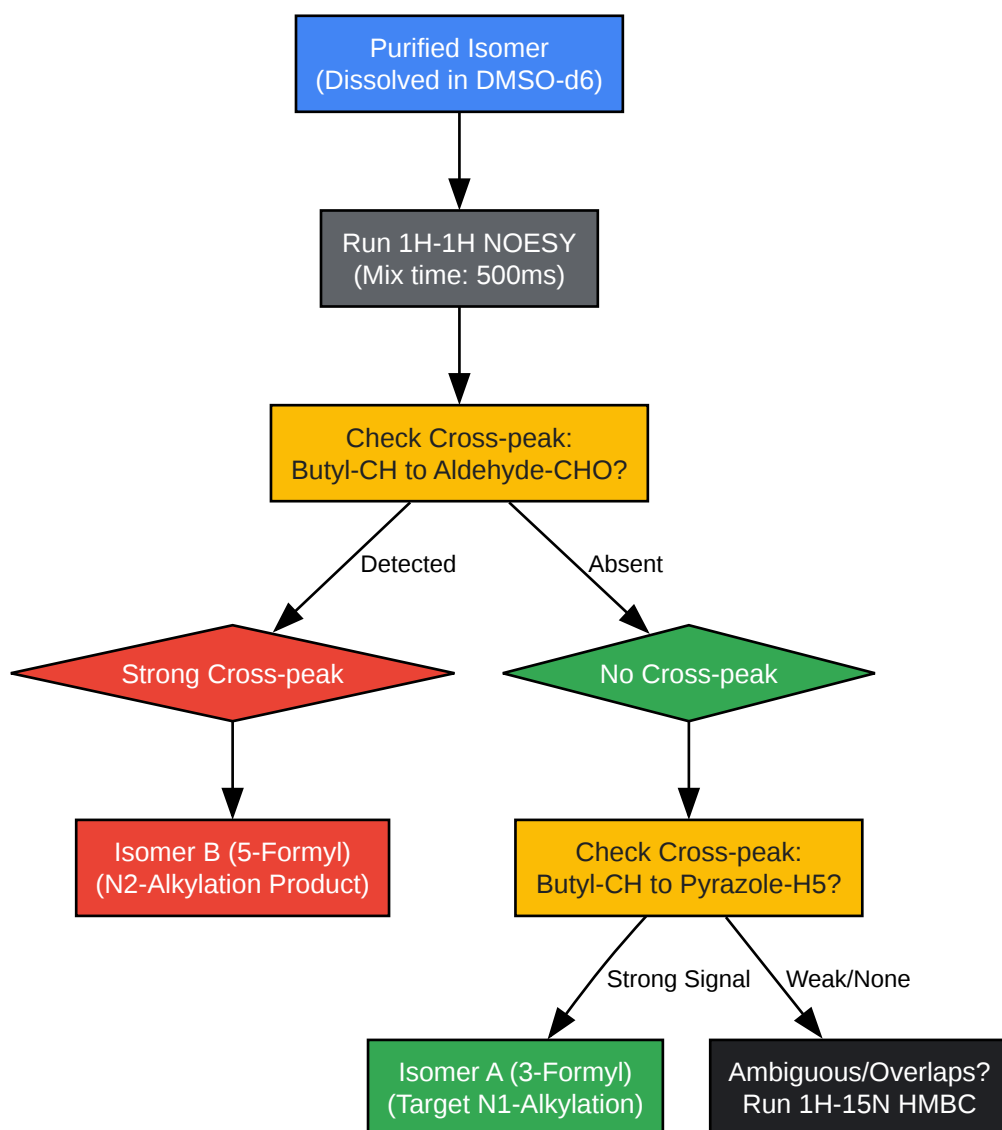 Purified Isomer
(Dissolved in DMSO-d6)
Run 1H-1H NOESY
(Mix time: 500ms)
Check Cross-peak:
Butyl-CH to Aldehyde-CHO?
Detected
Absent
Strong Cross-peak
No Cross-peak
Isomer B (5-Formyl)
(N2-Alkylation Product)
Check Cross-peak:
Butyl-CH to Pyrazole-H5?
Strong Signal
Weak/None
Isomer A (3-Formyl)
(Target N1-Alkylation)
Ambiguous/Overlaps?
Run 1H-15N HMBC